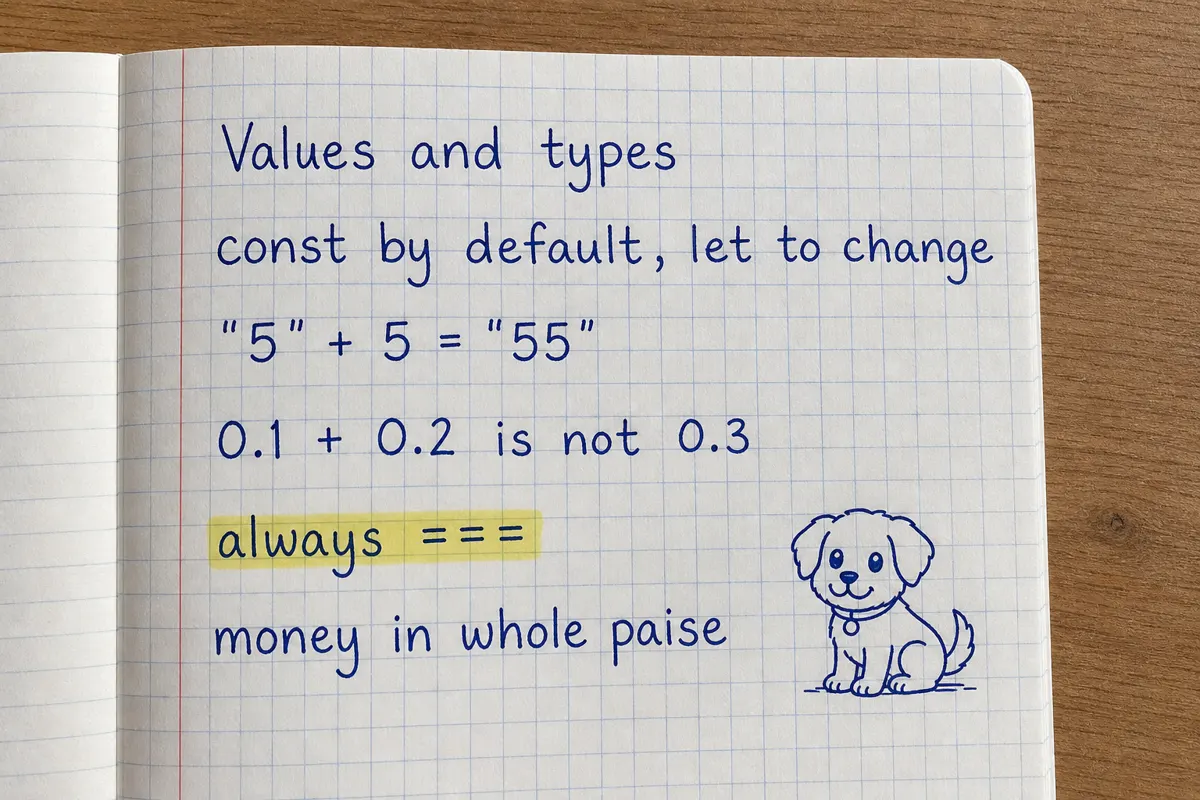 Values and types
const by default, let to change
"5" + 5 = "55"
0.1 + 0.2 is not 0.3
always ===
money in whole paise